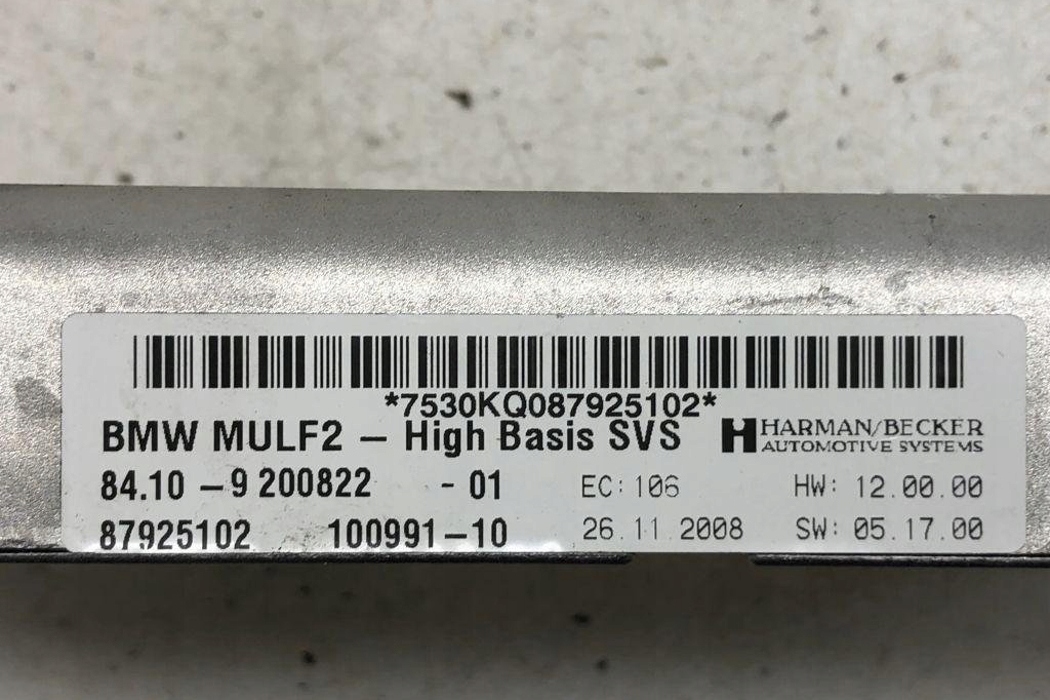 *7530KQ087925102*
BMW MULF2 – High Basis SVS HARMAN/BECKER
AUTOMOTIVE SYSTEMS
84.10 –9 200822 - 01 EC: 106 HW: 12.00.00
87925102 100991–10 26.11.2008 SW: 05.17.00